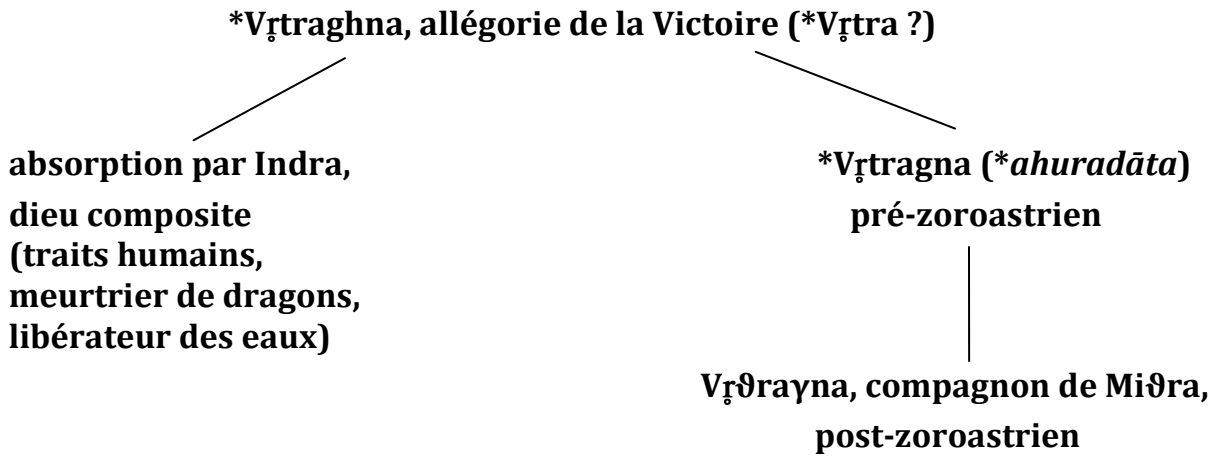 *Vr̥traghna, allégorie de la Victoire (*Vr̥tra ?)
absorption par Indra,
dieu composite
(traits humains,
meurtrier de dragons,
libérateur des eaux)
*Vr̥tragna (*ahuradāta)
pré-zoroastrien
Vr̥ϑraγna, compagnon de Miϑra,
post-zoroastrien